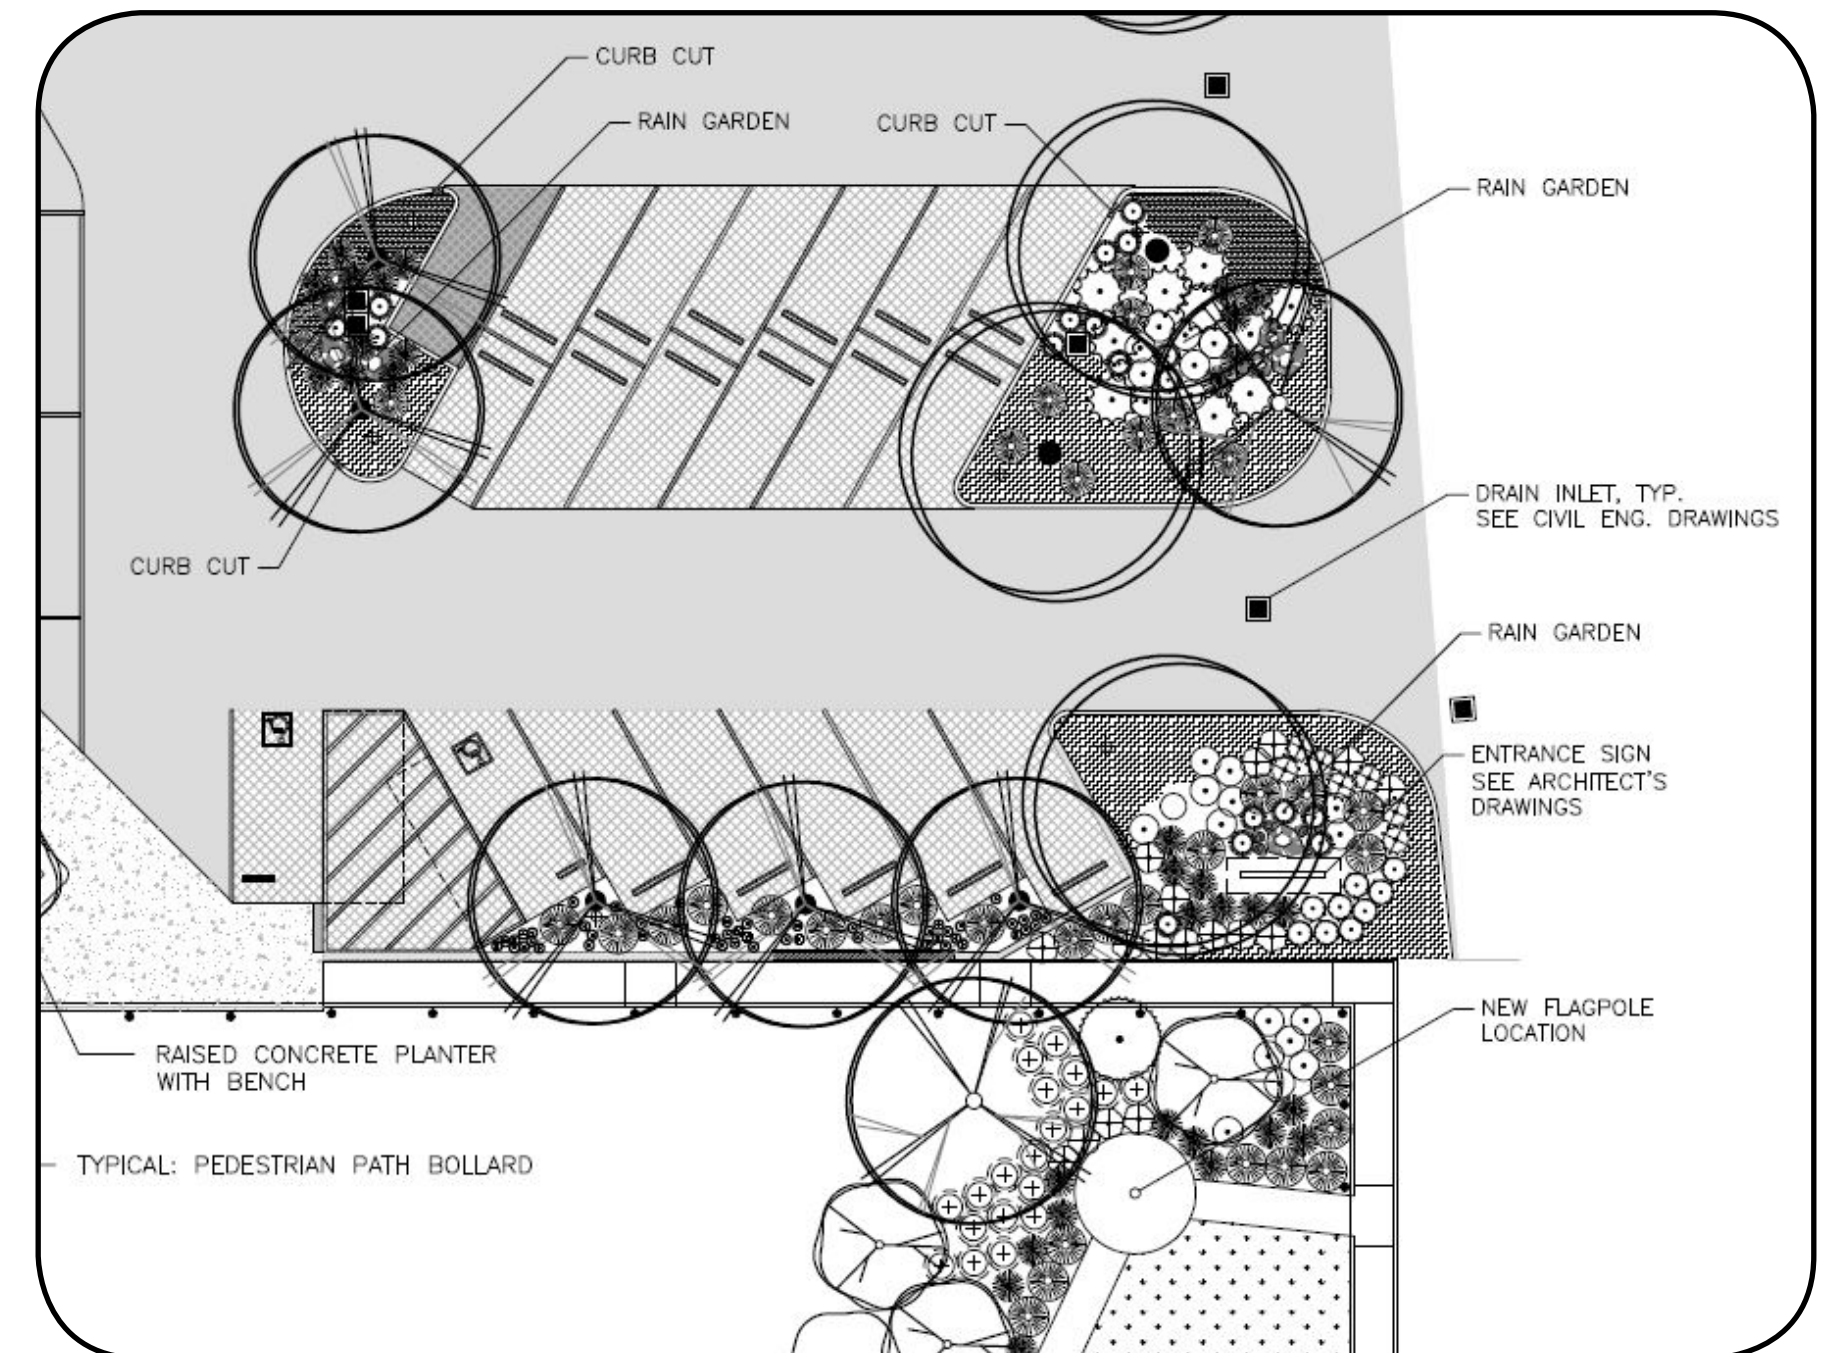 CURB CUT
RAIN GARDEN
CURB CUT
RAIN GARDEN
DRAIN INLET, TYP.
SEE CIVIL ENG. DRAWINGS
CURB CUT
RAIN GARDEN
ENTRANCE SIGN
SEE ARCHITECT'S
DRAWINGS
NEW FLAGPOLE
LOCATION
RAISED CONCRETE PLANTER
WITH BENCH
TYPICAL: PEDESTRIAN PATH BOLLARD